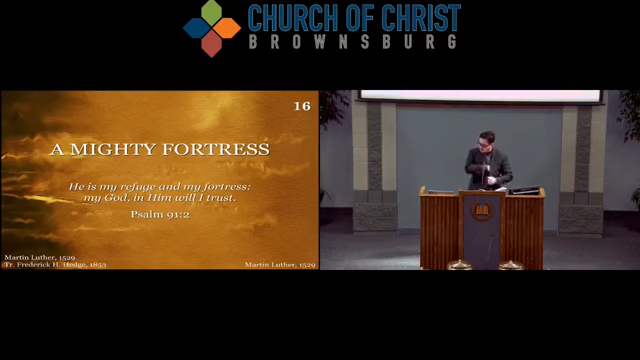 CHURCH OF CHRIST
BROWNSBURG
16
A MIGHTY FORTRESS
He is my refuge and my fortress:
my God, in Him will I trust.
Psalm 91:2
Martin Luther, 1529
Tr. Frederick H. Hedge, 1853
Martin Luther, 1529